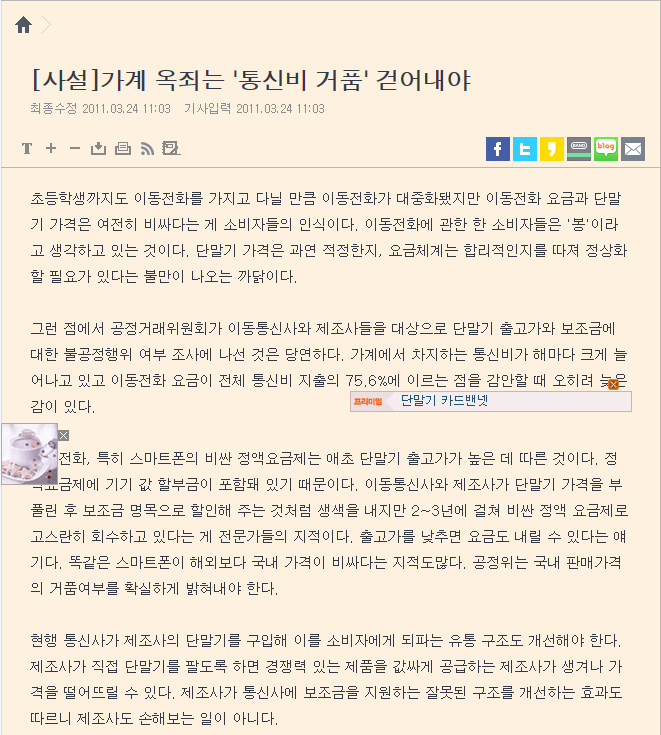 [사설]가계 옥죄는 '통신비 거품' 걷어내야
최종수정 2011.03.24 11:03 기사입력 2011.03.24 11:03
T
BAND
blog
초등학생까지도 이동전화를 가지고 다닐 만큼 이동전화가 대중화됐지만 이동전화 요금과 단말
기 가격은 여전히 비싸다는 게 소비자들의 인식이다. 이동전화에 관한 한 소비자들은 '봉'이라
고 생각하고 있는 것이다. 단말기 가격은 과연 적정한지, 요금체계는 합리적인지를 따져 정상화
할 필요가 있다는 불만이 나오는 까닭이다.
그런 점에서 공정거래위원회가 이동통신사와 제조사들을 대상으로 단말기 출고가와 보조금에
대한 불공정행위 여부 조사에 나선 것은 당연하다. 가계에서 차지하는 통신비가 해마다 크게 늘
어나고 있고 이동전화 요금이 전체 통신비 지출의 75.6%에 이르는 점을 감안할 때 오히려 늦은
감이 있다.
프리미엄 단말기 카드밴넷
전화, 특히 스마트폰의 비싼 정액요금제는 애초 단말기 출고가가 높은 데 따른 것이다. 정
액요금제에 기기 값 할부금이 포함돼 있기 때문이다. 이동통신사와 제조사가 단말기 가격을 부
풀린 후 보조금 명목으로 할인해 주는 것처럼 생색을 내지만 2~3년에 걸쳐 비싼 정액 요금제로
고스란히 회수하고 있다는 게 전문가들의 지적이다. 출고가를 낮추면 요금도 내릴 수 있다는 얘
기다. 똑같은 스마트폰이 해외보다 국내 가격이 비싸다는 지적도많다. 공정위는 국내 판매가격
의 거품여부를 확실하게 밝혀내야 한다.
현행 통신사가 제조사의 단말기를 구입해 이를 소비자에게 되파는 유통 구조도 개선해야 한다.
제조사가 직접 단말기를 팔도록 하면 경쟁력 있는 제품을 값싸게 공급하는 제조사가 생겨나 가
격을 떨어뜨릴 수 있다. 제조사가 통신사에 보조금을 지원하는 잘못된 구조를 개선하는 효과도
따르니 제조사도 손해보는 일이 아니다.